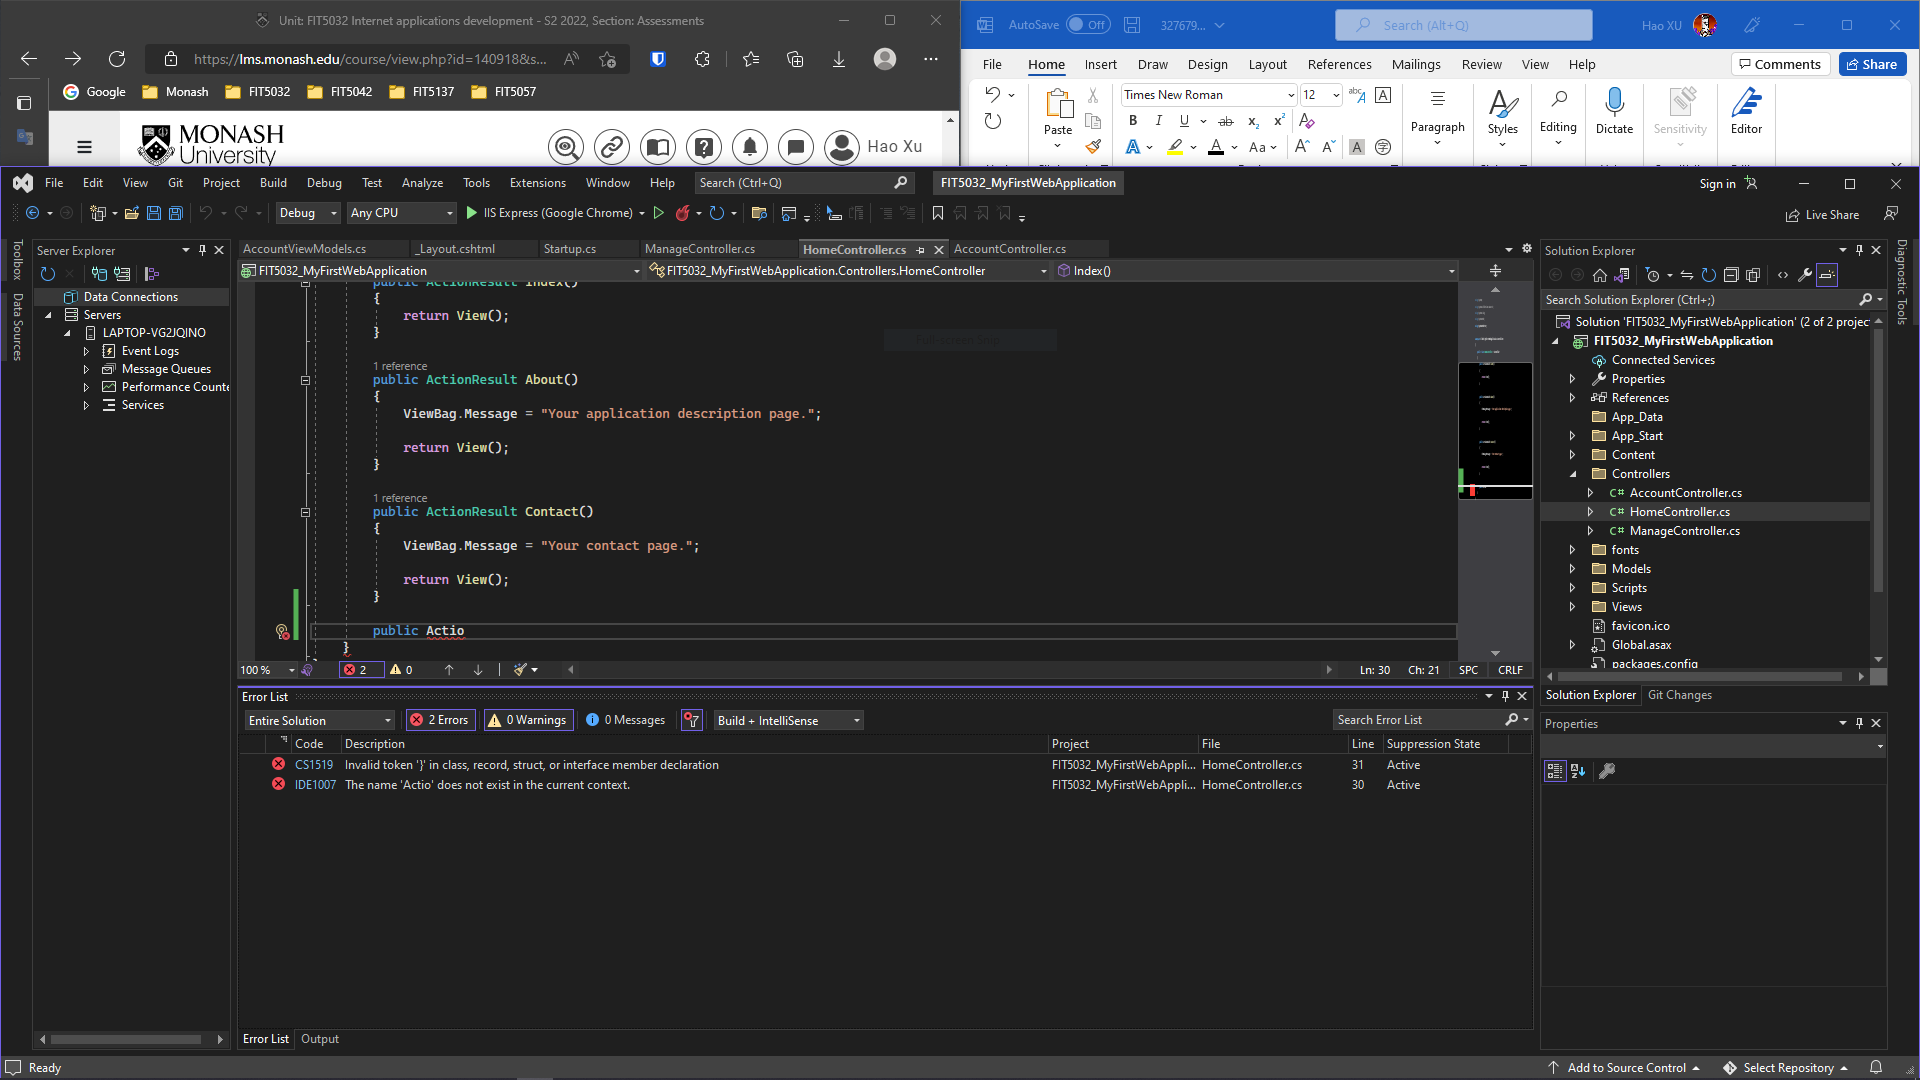 Unit: FIT5032 Internet applications development - S2 2022, Section: Assessments
https://lms.monash.edu/course/view.php?id=140918&s...
Google Monash FIT5032 FIT5042 FIT5137 FIT5057
MONASH
University
Hao Xu
AutoSave Off 327679... Search (Alt+Q) Hao XU
File Home Insert Draw Design Layout References Mailings Review View Help Comments Share
Times New Roman 12
Paste Paragraph Styles Editing Dictate Sensitivity Editor
File Edit View Git Project Build Debug Test Analyze Tools Extensions Window Help Search (Ctrl+Q) FIT5032_MyFirstWebApplication Sign in
Debug Any CPU IIS Express (Google Chrome) Live Share
Toolbox
Data Sources
Server Explorer
Data Connections
Servers
LAPTOP-VG2JQINO
Event Logs
Message Queues
Performance Counte
Services
AccountViewModels.cs _Layout.cshtml Startup.cs ManageController.cs HomeController.cs AccountController.cs
FIT5032_MyFirstWebApplication FIT5032_MyFirstWebApplication.Controllers.HomeController Index()
public ActionResult Index()
{
return View();
}
1 reference
public ActionResult About()
{
ViewBag.Message = "Your application description page.";
return View();
}
1 reference
public ActionResult Contact()
{
ViewBag.Message = "Your contact page.";
return View();
}
public Actio
}
100 % 2 0 Ln: 30 Ch: 21 SPC CRLF
Error List
Entire Solution 2 Errors 0 Warnings 0 Messages Build + IntelliSense Search Error List
Code Description Project File Line Suppression State
CS1519 Invalid token '}' in class, record, struct, or interface member declaration FIT5032_MyFirstWebAppli... HomeController.cs 31 Active
IDE1007 The name 'Actio' does not exist in the current context. FIT5032_MyFirstWebAppli... HomeController.cs 30 Active
Error List Output
Solution Explorer
Search Solution Explorer (Ctrl+;)
Solution 'FIT5032_MyFirstWebApplication' (2 of 2 projec
FIT5032_MyFirstWebApplication
Connected Services
Properties
References
App_Data
App_Start
Content
Controllers
C# AccountController.cs
C# HomeController.cs
C# ManageController.cs
fonts
Models
Scripts
Views
favicon.ico
Global.asax
packages.config
Solution Explorer Git Changes
Properties
Diagnostic Tools
Ready Add to Source Control Select Repository